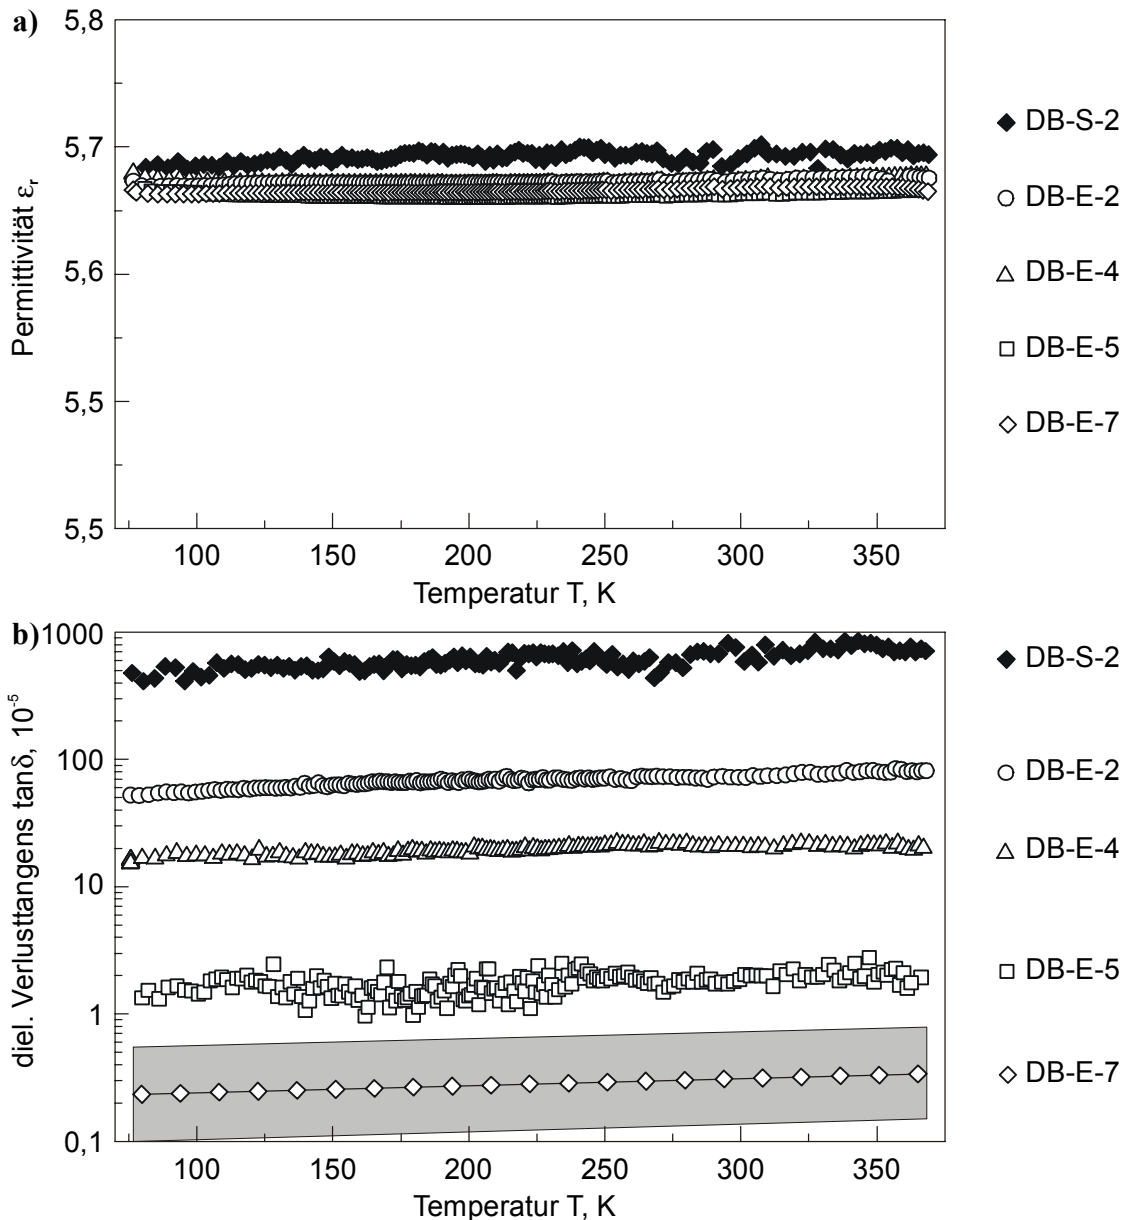 a)
5,8
5,7
5,6
5,5
5,5
Permittivität εr
100 150 200 250 300 350
Temperatur T, K
DB-S-2
DB-E-2
DB-E-4
DB-E-5
DB-E-7
b)
1000
100
10
1
0,1
diel. Verlusttangens tanδ, 10⁻⁵
100 150 200 250 300 350
Temperatur T, K
DB-S-2
DB-E-2
DB-E-4
DB-E-5
DB-E-7